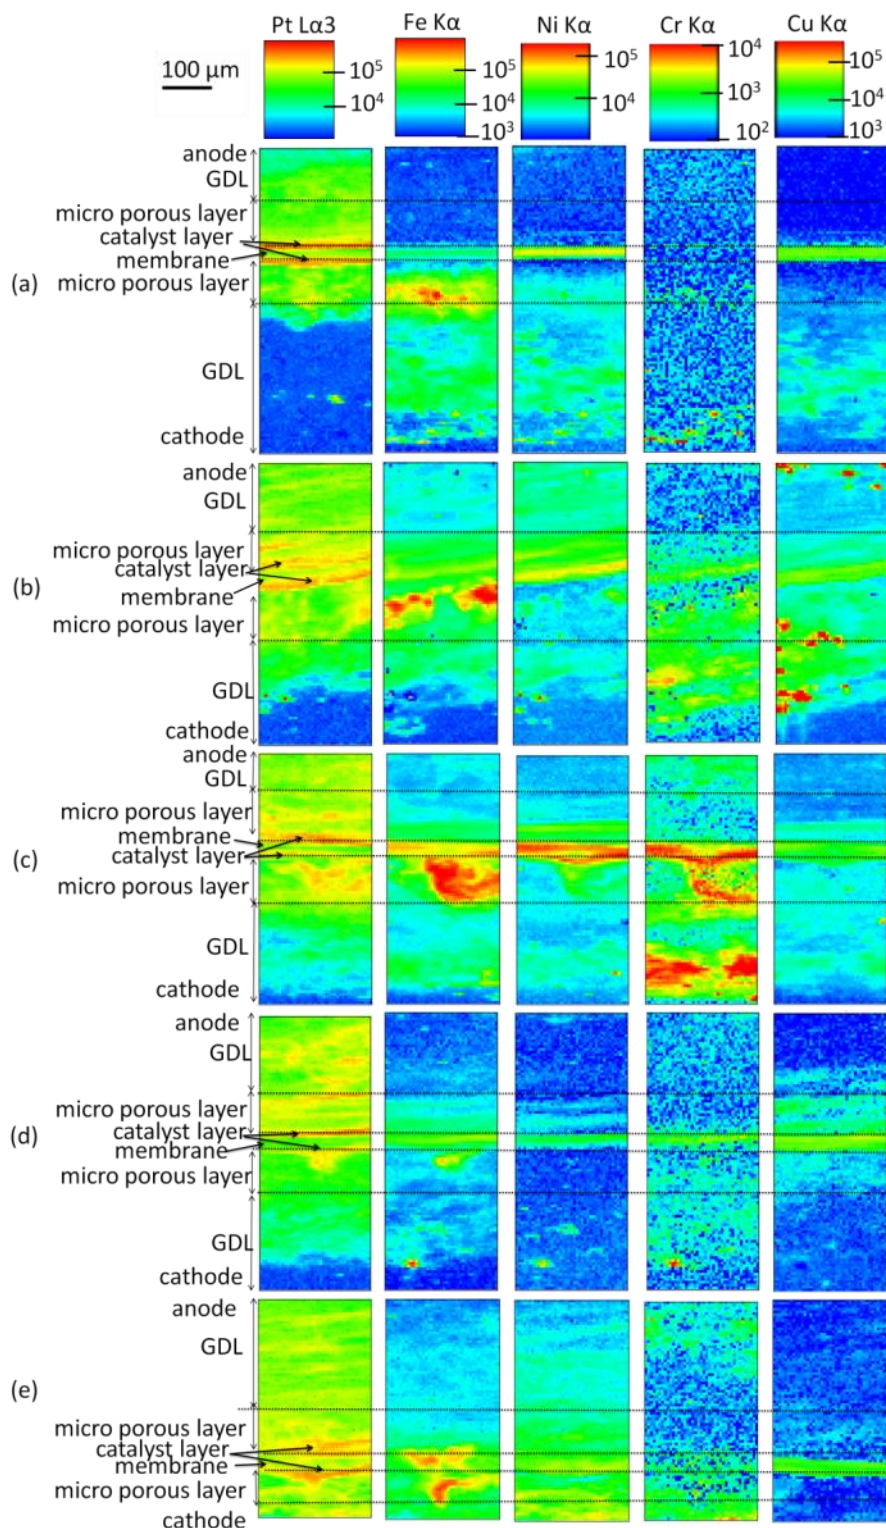 Pt Lα3 Fe Kα Ni Kα Cr Kα Cu Kα
100 μm
10⁵ 10⁵ 10⁵ 10⁴ 10⁵
10⁴ 10⁴ 10⁴ 10³ 10⁴
10³ 10² 10³
anode
GDL
micro porous layer
catalyst layer
membrane
(a)
micro porous layer
GDL
cathode
anode
GDL
micro porous layer
catalyst layer
(b)
membrane
micro porous layer
GDL
cathode
anode
GDL
micro porous layer
membrane
(c)
catalyst layer
micro porous layer
GDL
cathode
anode
GDL
micro porous layer
catalyst layer
(d)
membrane
micro porous layer
GDL
cathode
anode
GDL
(e)
micro porous layer
catalyst layer
membrane
micro porous layer
cathode